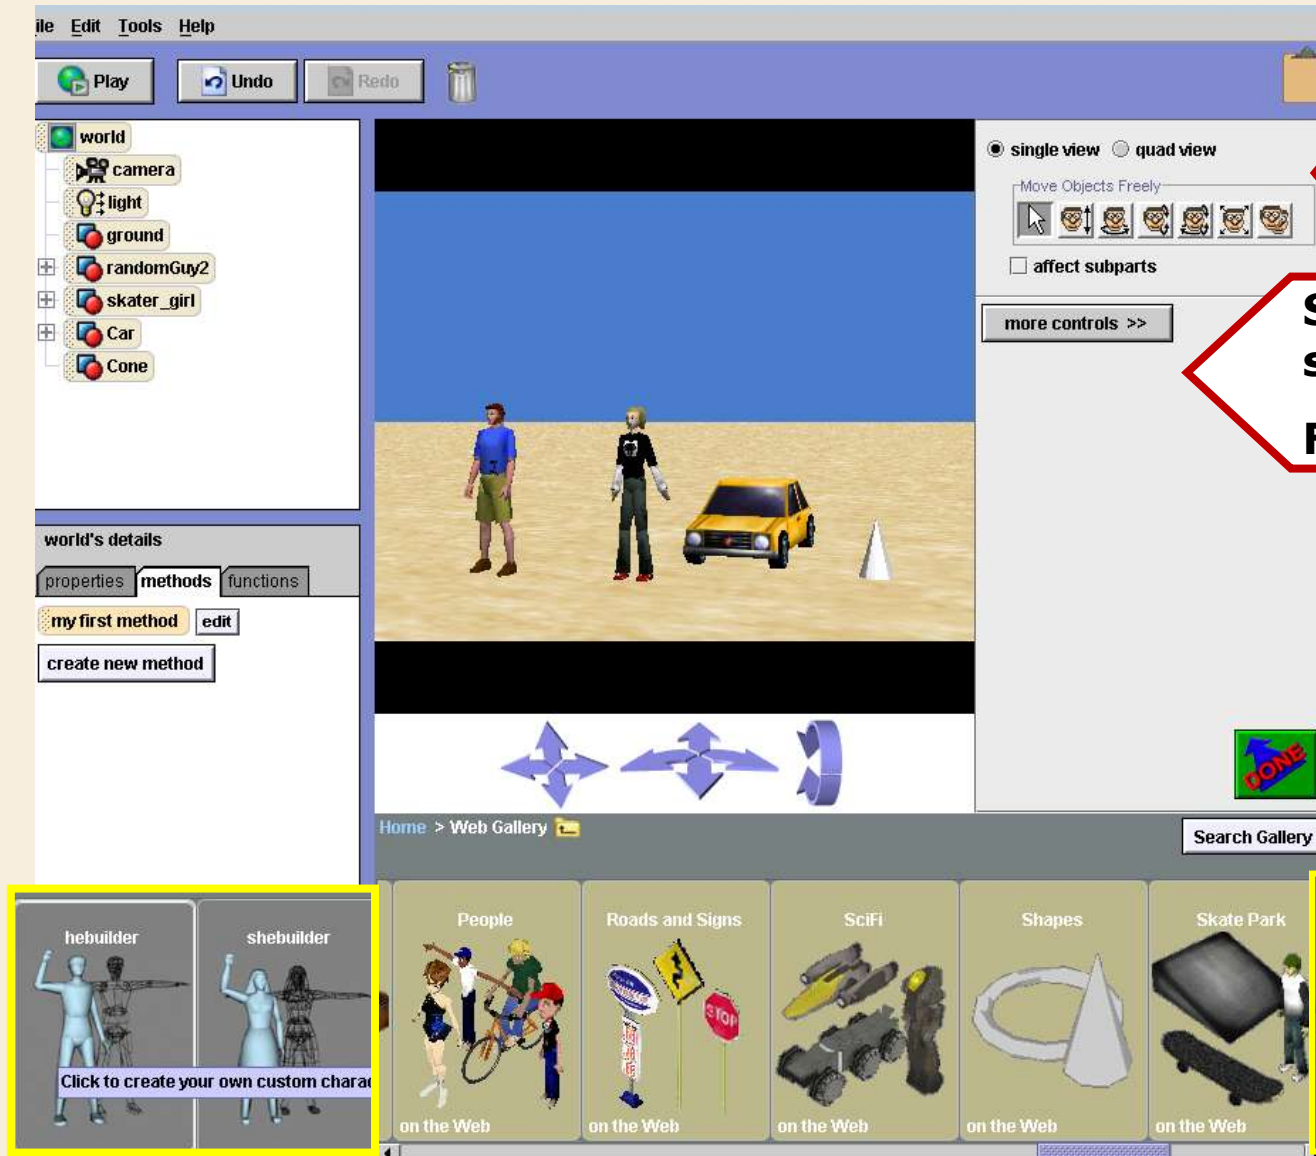 ile Edit Tools Help
Play Undo Redo
world
camera
light
ground
randomGuy2
skater_girl
Car
Cone
single view quad view
Move Objects Freely
affect subparts
more controls >>
S
s
world's details
properties methods functions
my first method edit
create new method
DONE
Home > Web Gallery
Search Gallery
hebuilder shebuilder
Click to create your own custom charac
People
on the Web
Roads and Signs
STOP
on the Web
SciFi
on the Web
Shapes
on the Web
Skate Park
on the Web